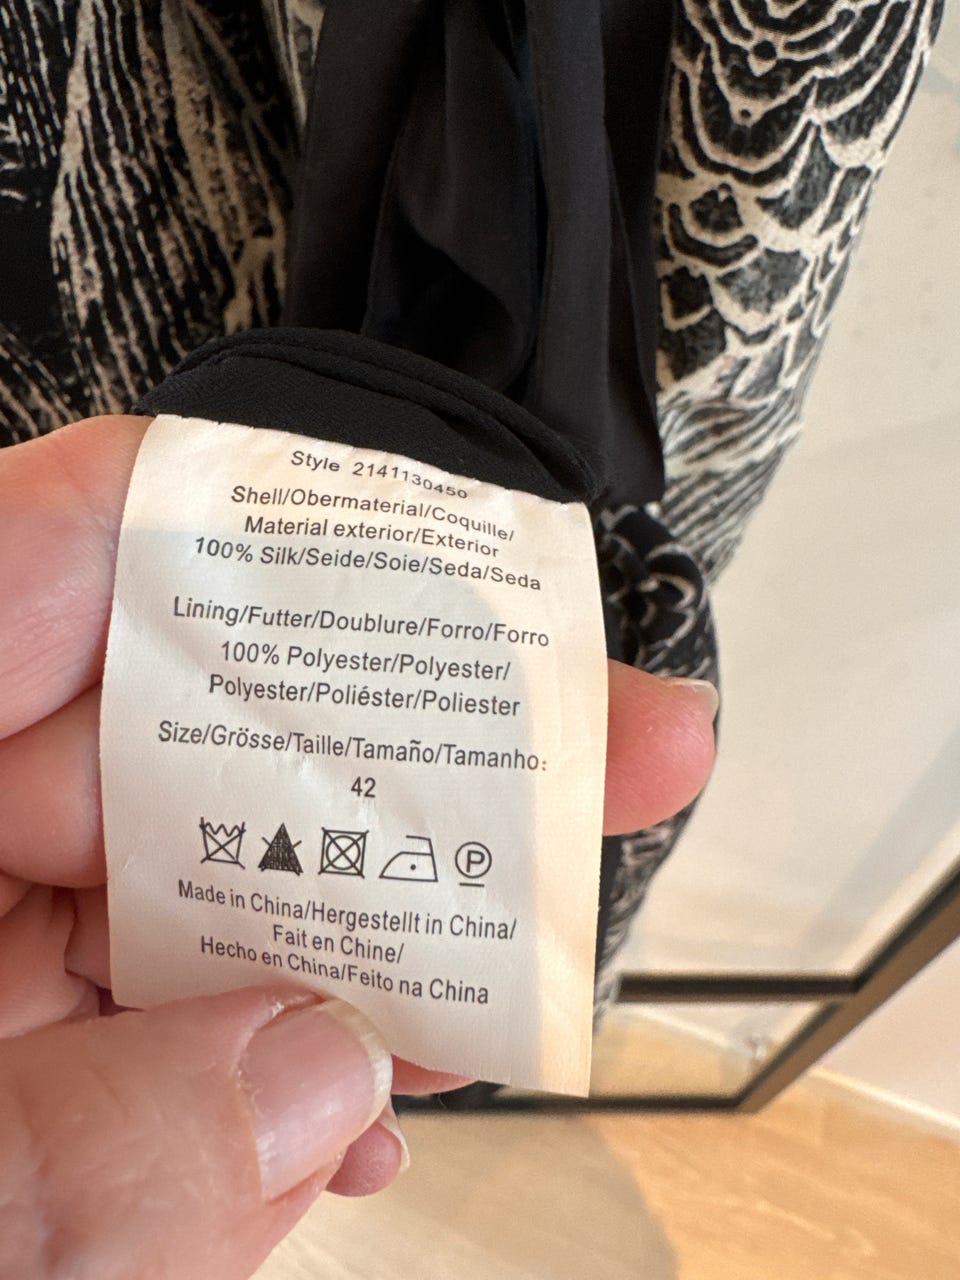 Style 2141130450
Shell/Obermaterial/Coquille/
Material exterior/Exterior
100% Silk/Seide/Soie/Seda/Seda
Lining/Futter/Doublure/Forro/Forro
100% Polyester/Polyester/
Polyester/Poliéster/Poliester
Size/Grösse/Taille/Tamaño/Tamanho:
42
P
Made in China/Hergestellt in China/
Fait en Chine/
Hecho en China/Feito na China